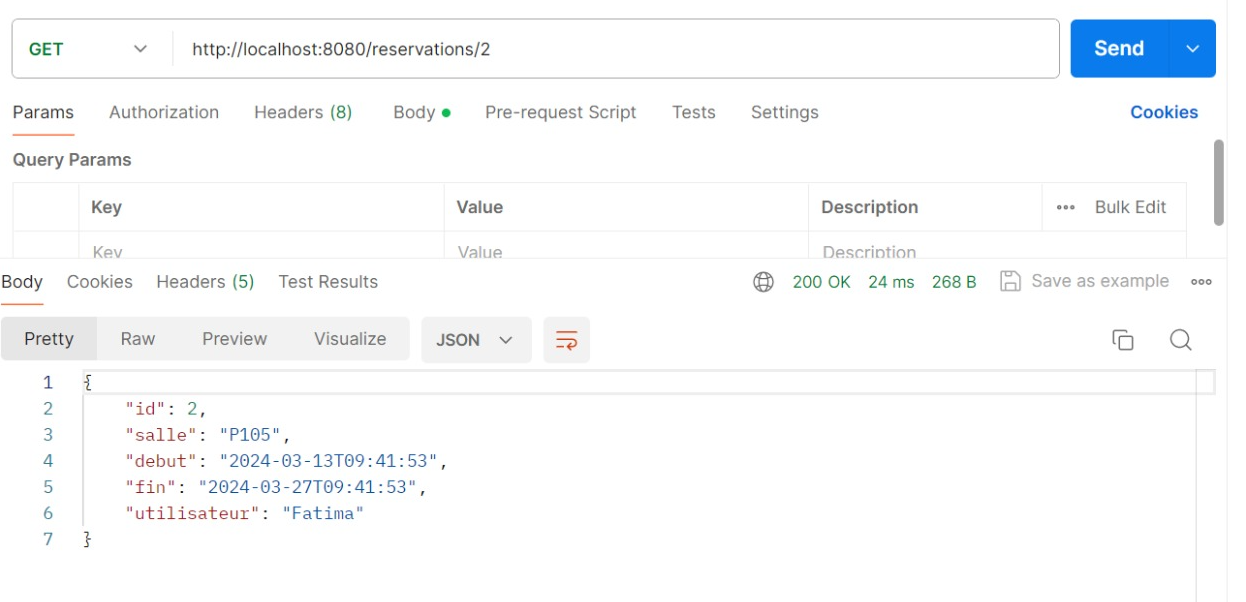 GET http://localhost:8080/reservations/2 Send
Params Authorization Headers (8) Body Pre-request Script Tests Settings Cookies
Query Params
Key Value Description ooo Bulk Edit
Key Value Description
Body Cookies Headers (5) Test Results 200 OK 24 ms 268 B Save as example ooo
Pretty Raw Preview Visualize JSON
1 {
2 "id": 2,
3 "salle": "P105",
4 "debut": "2024-03-13T09:41:53",
5 "fin": "2024-03-27T09:41:53",
6 "utilisateur": "Fatima"
7 }